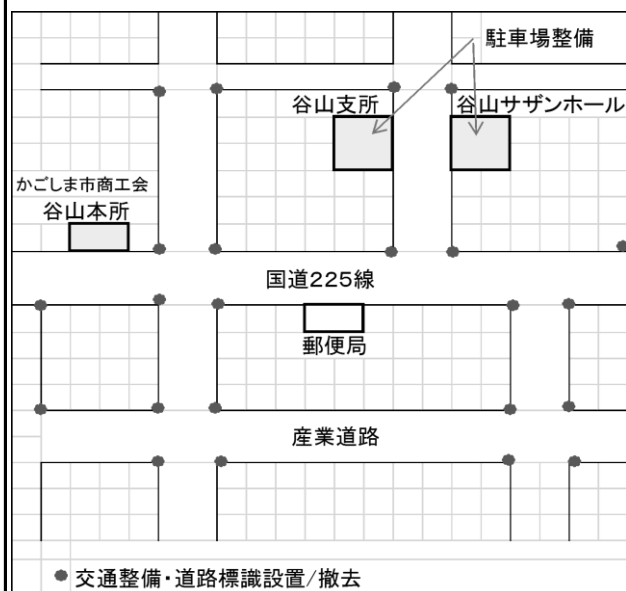 駐車場整備
谷山支所
谷山サザンホール
かごしま市商工会
谷山本所
国道225線
郵便局
産業道路
交通整備・道路標識設置/撤去